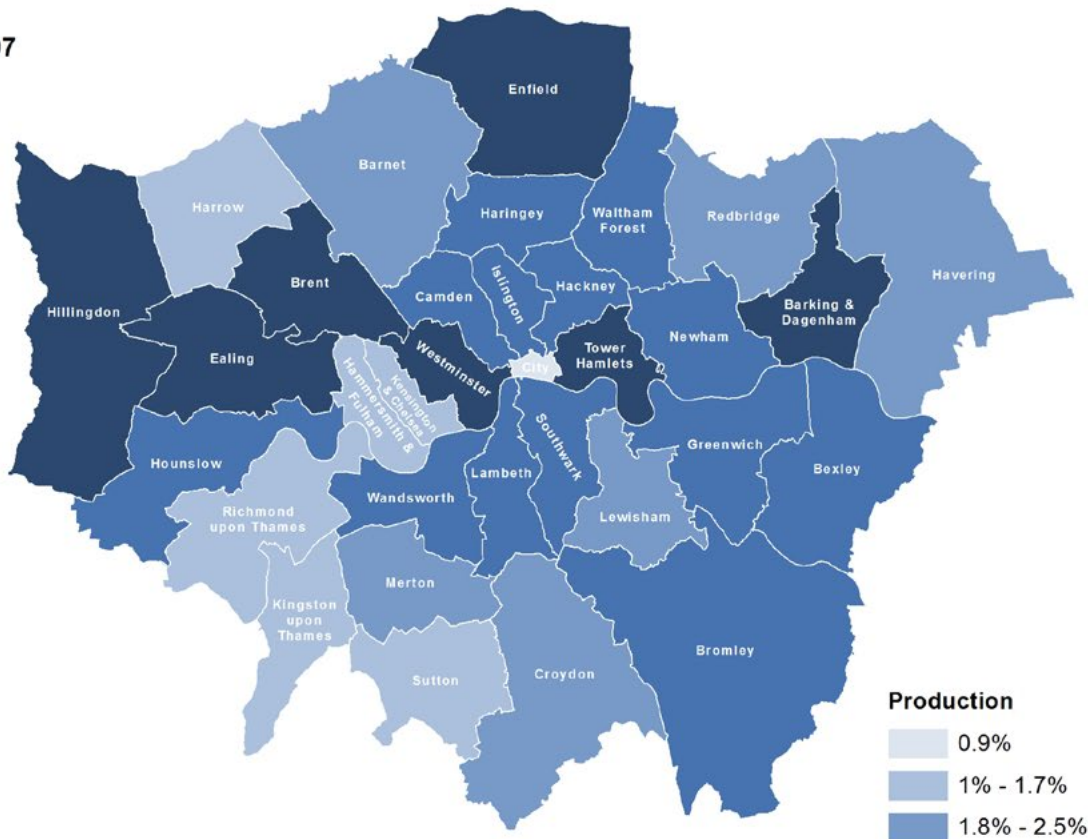 Enfield
Barnet
Harrow
Haringey
Waltham
Forest
Redbridge
Havering
Brent
Camden
Islington
Hackney
Hillingdon
Barking &
Dagenham
Newham
Ealing
Westminster
City
Tower
Hamlets
Kensington
& Chelsea
Hammersmith &
Fulham
Hounslow
Greenwich
Bexley
Southwark
Lambeth
Wandsworth
Richmond
upon Thames
Lewisham
Merton
Kingston
upon
Thames
Bromley
Sutton
Croydon
Production
0.9%
1% - 1.7%
1.8% - 2.5%